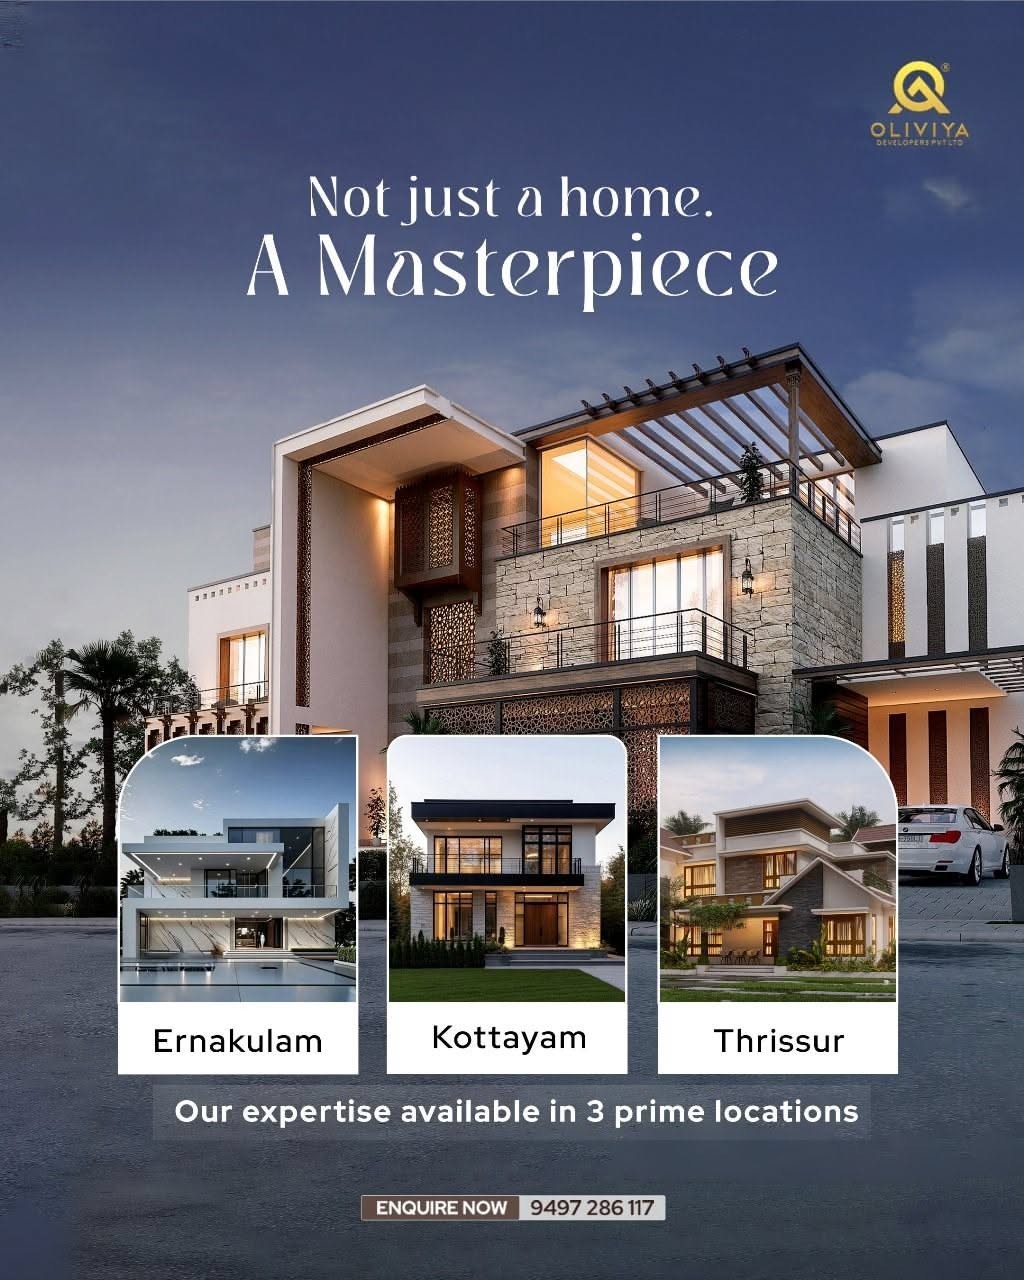 OLIVIYA
DEVELOPERS PVT LTD
Not just a home.
A Masterpiece
Ernakulam
Kottayam
Thrissur
Our expertise available in 3 prime locations
ENQUIRE NOW 9497 286 117